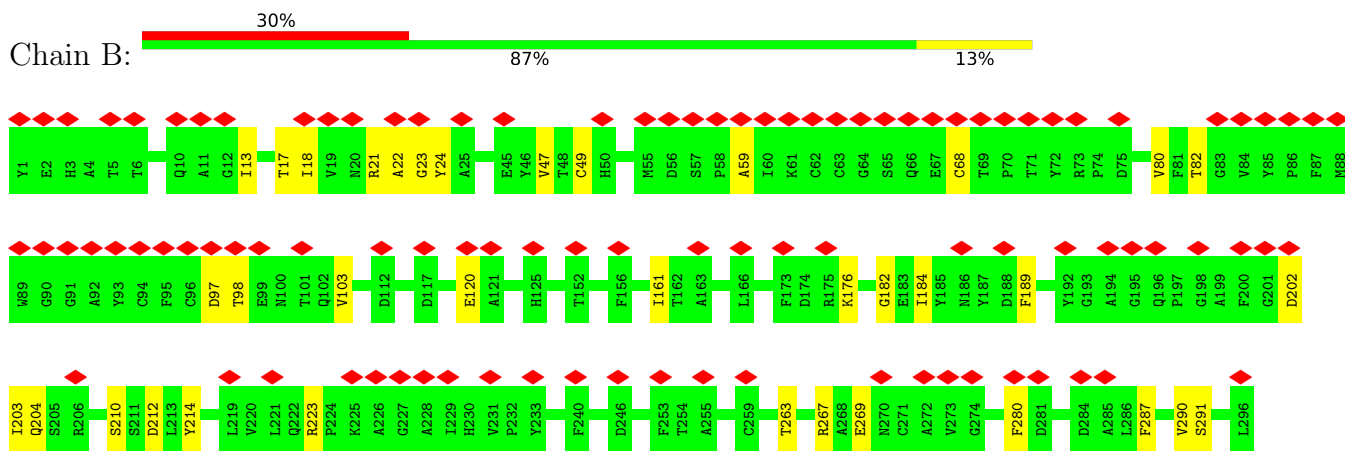 30%
Chain B:
87% 13%
Y1 E2 H3 A4 T5 T6 Q10 A11 G12 I13 T17 I18 V19 N20 R21 A22 G23 Y24 A25 E45 Y46 V47 T48 C49 H50 M55 D56 S57 P58 A59 I60 K61 C62 C63 G64 S65 Q66 E67 C68 T69 P70 T71 Y72 R73 P74 D75 V80 F81 T82 G83 V84 Y85 P86 F87 M88
W89 G90 G91 A92 Y93 C94 F95 C96 D97 T98 E99 N100 T101 Q102 V103 D112 D117 E120 A121 H125 T152 F156 I161 T162 A163 L166 F173 D174 R175 K176 G182 E183 I184 Y185 N186 Y187 D188 F189 Y192 G193 A194 G195 Q196 P197 G198 A199 F200 G201 D202
I203 Q204 S205 R206 S210 S211 D212 L213 Y214 L219 V220 L221 Q222 R223 P224 K225 A226 G227 A228 I229 H230 V231 P232 Y233 F240 D246 F253 T254 A255 C259 T263 R267 A268 E269 N270 C271 A272 V273 G274 F280 D281 D284 A285 L286 F287 V290 S291 L296